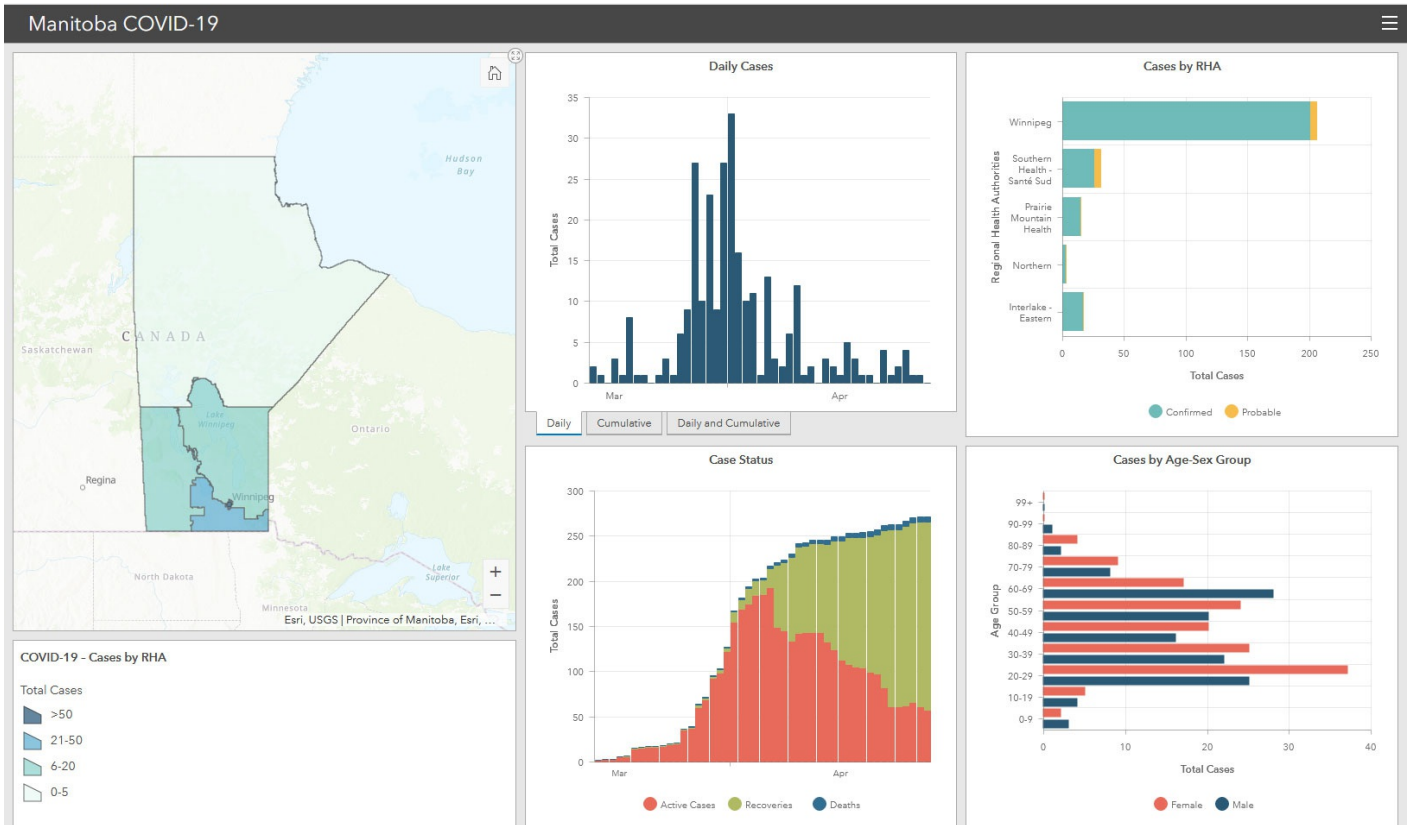 Manitoba COVID-19
Hudson
Bay
CANADA
Saskatchewan
Lake
Winnipeg
Ontario
Regina
Winnipeg
North Dakota
Lake
Superior
Minnesota
+
−
Esri, USGS | Province of Manitoba, Esri, ...
COVID-19 - Cases by RHA
Total Cases
>50
21-50
6-20
0-5
Daily Cases
Total Cases
35
30
25
20
15
10
5
0
Mar
Apr
Daily
Cumulative
Daily and Cumulative
Case Status
Total Cases
300
250
200
150
100
50
0
Mar
Apr
Active Cases
Recoveries
Deaths
Cases by RHA
Regional Health Authorities
Winnipeg
Southern
Health -
Santé Sud
Prairie
Mountain
Health
Northern
Interlake -
Eastern
0 50 100 150 200 250
Total Cases
Confirmed
Probable
Cases by Age-Sex Group
Age Group
99+
90-99
80-89
70-79
60-69
50-59
40-49
30-39
20-29
10-19
0-9
0 10 20 30 40
Total Cases
Female
Male